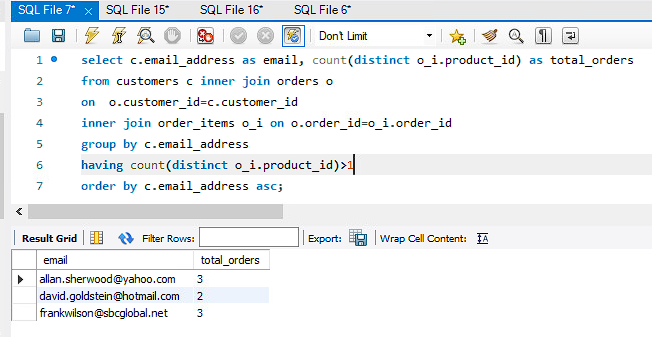 SQL File 7* × SQL File 15* SQL File 16* SQL File 6*
Don't Limit
1 select c.email_address as email, count(distinct o_i.product_id) as total_orders
2 from customers c inner join orders o
3 on o.customer_id=c.customer_id
4 inner join order_items o_i on o.order_id=o_i.order_id
5 group by c.email_address
6 having count(distinct o_i.product_id)>1
7 order by c.email_address asc;
Result Grid Filter Rows: Export: Wrap Cell Content: IA
email total_orders
allan.sherwood@yahoo.com 3
david.goldstein@hotmail.com 2
frankwilson@sbcglobal.net 3